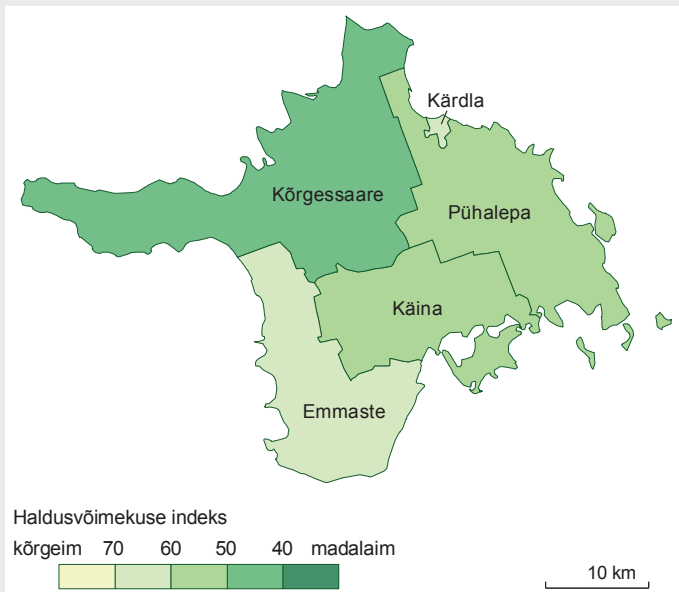 Kärdla
Kõrgessaare
Pühalepa
Käina
Emmaste
Haldusvõimekuse indeks
kõrgeim 70 60 50 40 madalaim
10 km